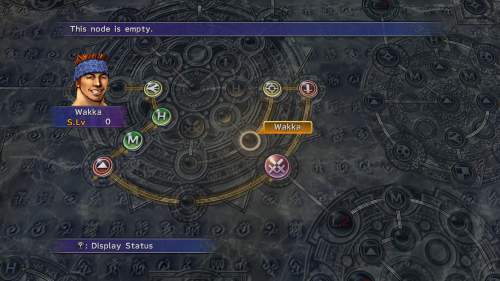 This node is empty.
Wakka
S.Lv 0
H
M
Wakka
M
H
: Display Status